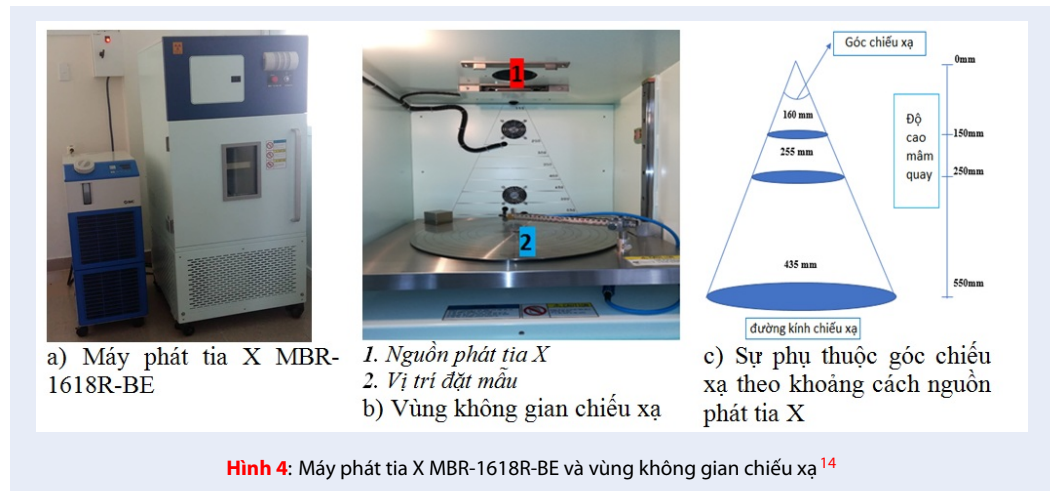 1
2
a) Máy phát tia X MBR-
1618R-BE
1. Nguồn phát tia X
2. Vị trí đặt mẫu
b) Vùng không gian chiếu xạ
Góc chiếu xạ
0mm
160 mm
150mm
255 mm
250mm
Độ
cao
mâm
quay
435 mm
550mm
đường kính chiếu xạ
c) Sự phụ thuộc góc chiếu
xạ theo khoảng cách nguồn
phát tia X
Hình 4: Máy phát tia X MBR-1618R-BE và vùng không gian chiếu xạ 14